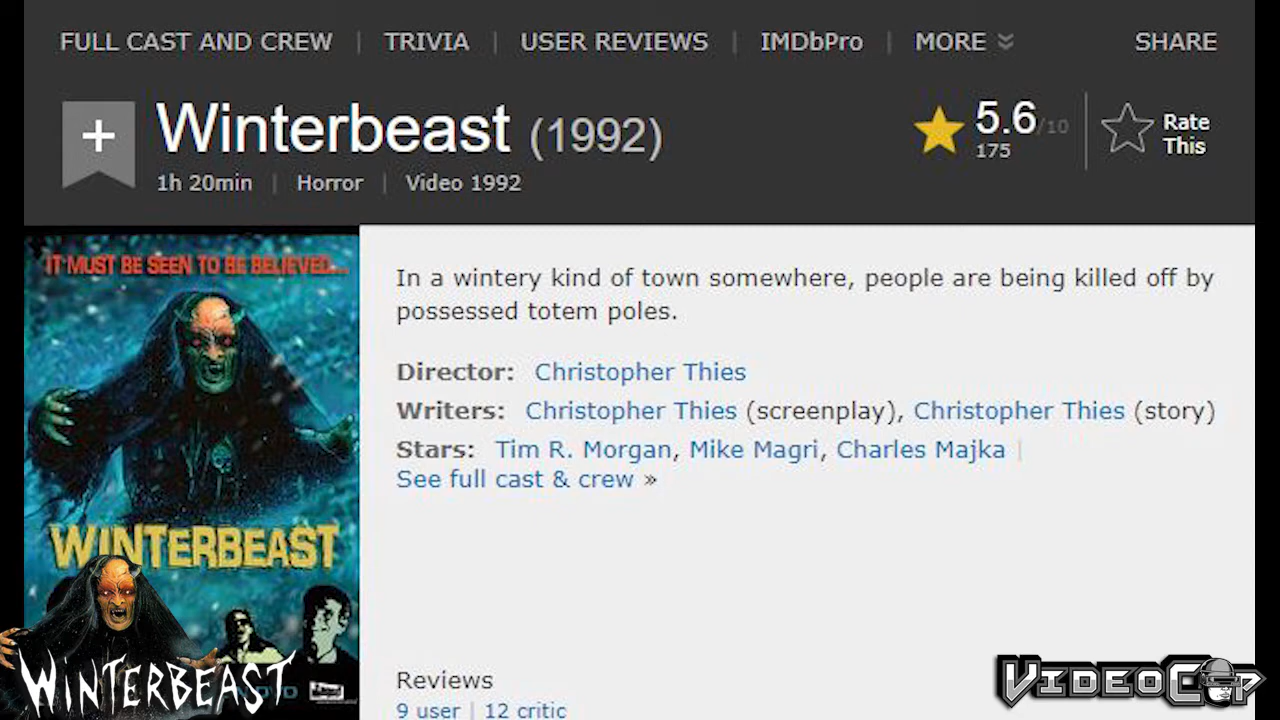 FULL CAST AND CREW | TRIVIA | USER REVIEWS | IMDbPro | MORE SHARE
Winterbeast (1992)
5.6/10
175
Rate
This
1h 20min | Horror | Video 1992
IT MUST BE SEEN TO BE BELIEVED...
WINTERBEAST
In a wintery kind of town somewhere, people are being killed off by
possessed totem poles.
Director: Christopher Thies
Writers: Christopher Thies (screenplay), Christopher Thies (story)
Stars: Tim R. Morgan, Mike Magri, Charles Majka |
See full cast & crew »
Reviews
9 user | 12 critic
WINTERBEAST
VIDEOCOP